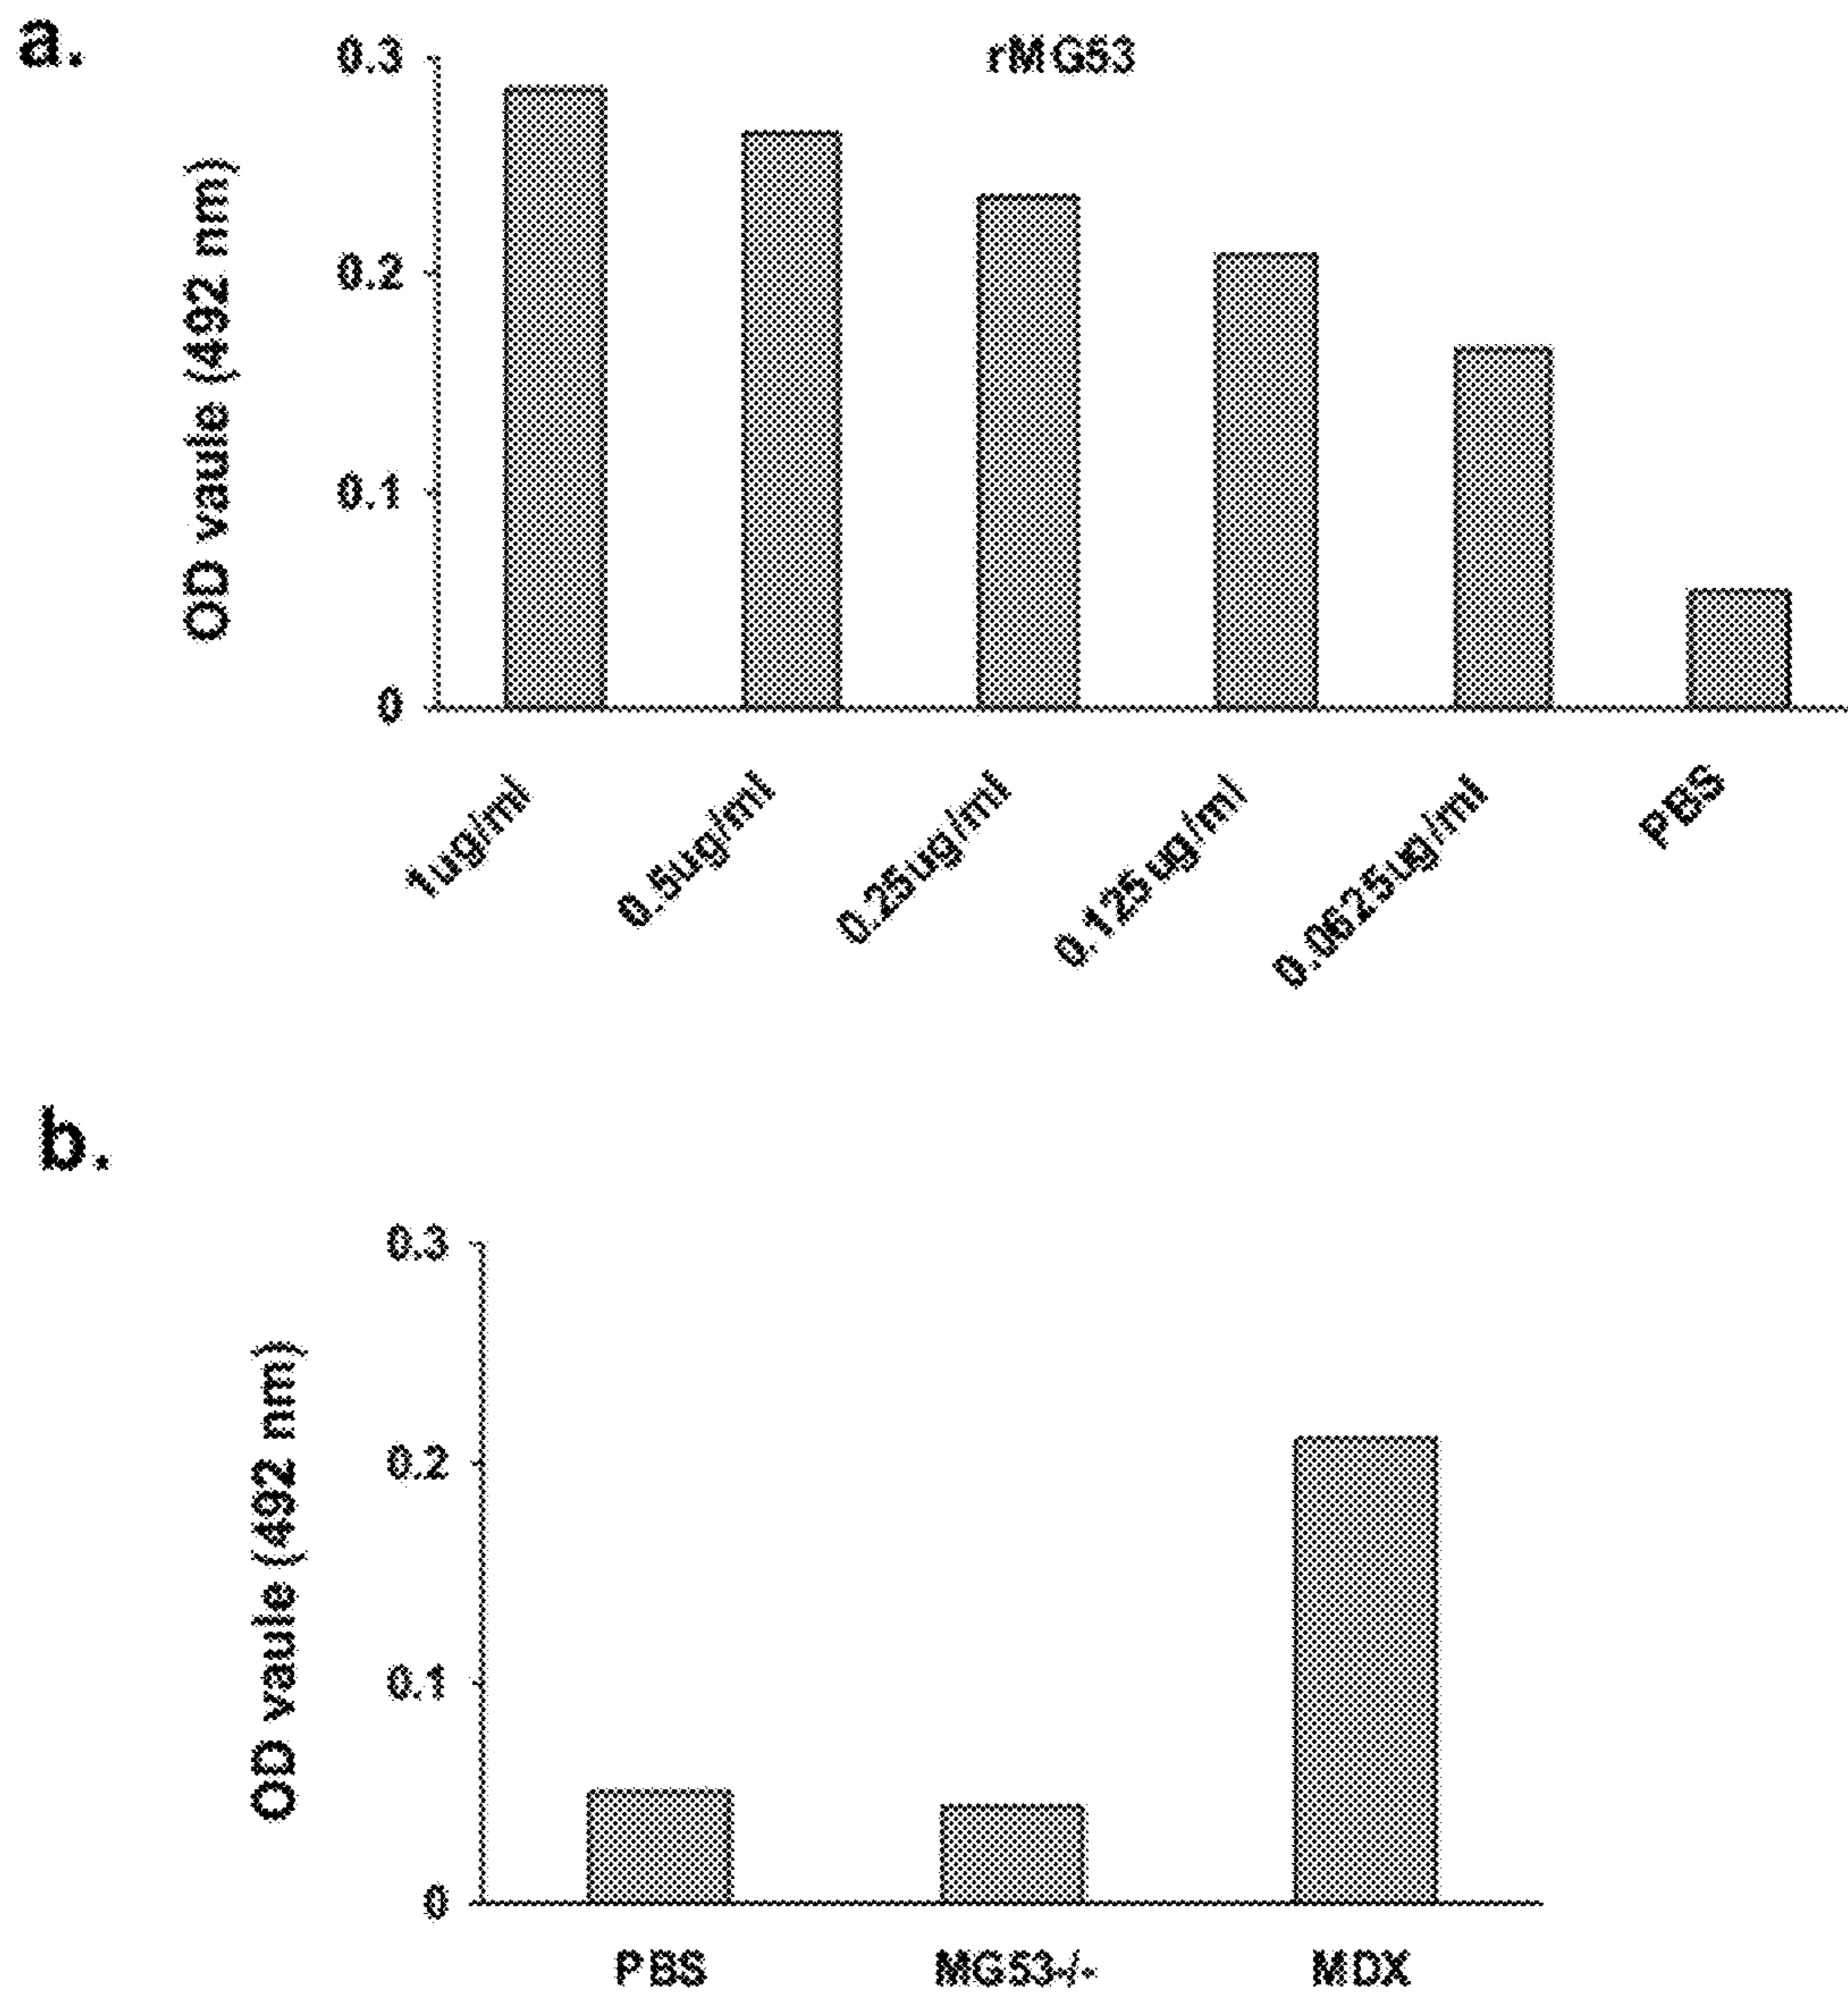 a.
rMG53
OD vaule (492 nm)
0.3
0.2
0.1
0
1ug/ml
0.5ug/ml
0.25ug/ml
0.125ug/ml
0.0625ug/ml
PBS
b.
OD vaule (492 nm)
0.3
0.2
0.1
0
PBS
MG53-/-
MDX